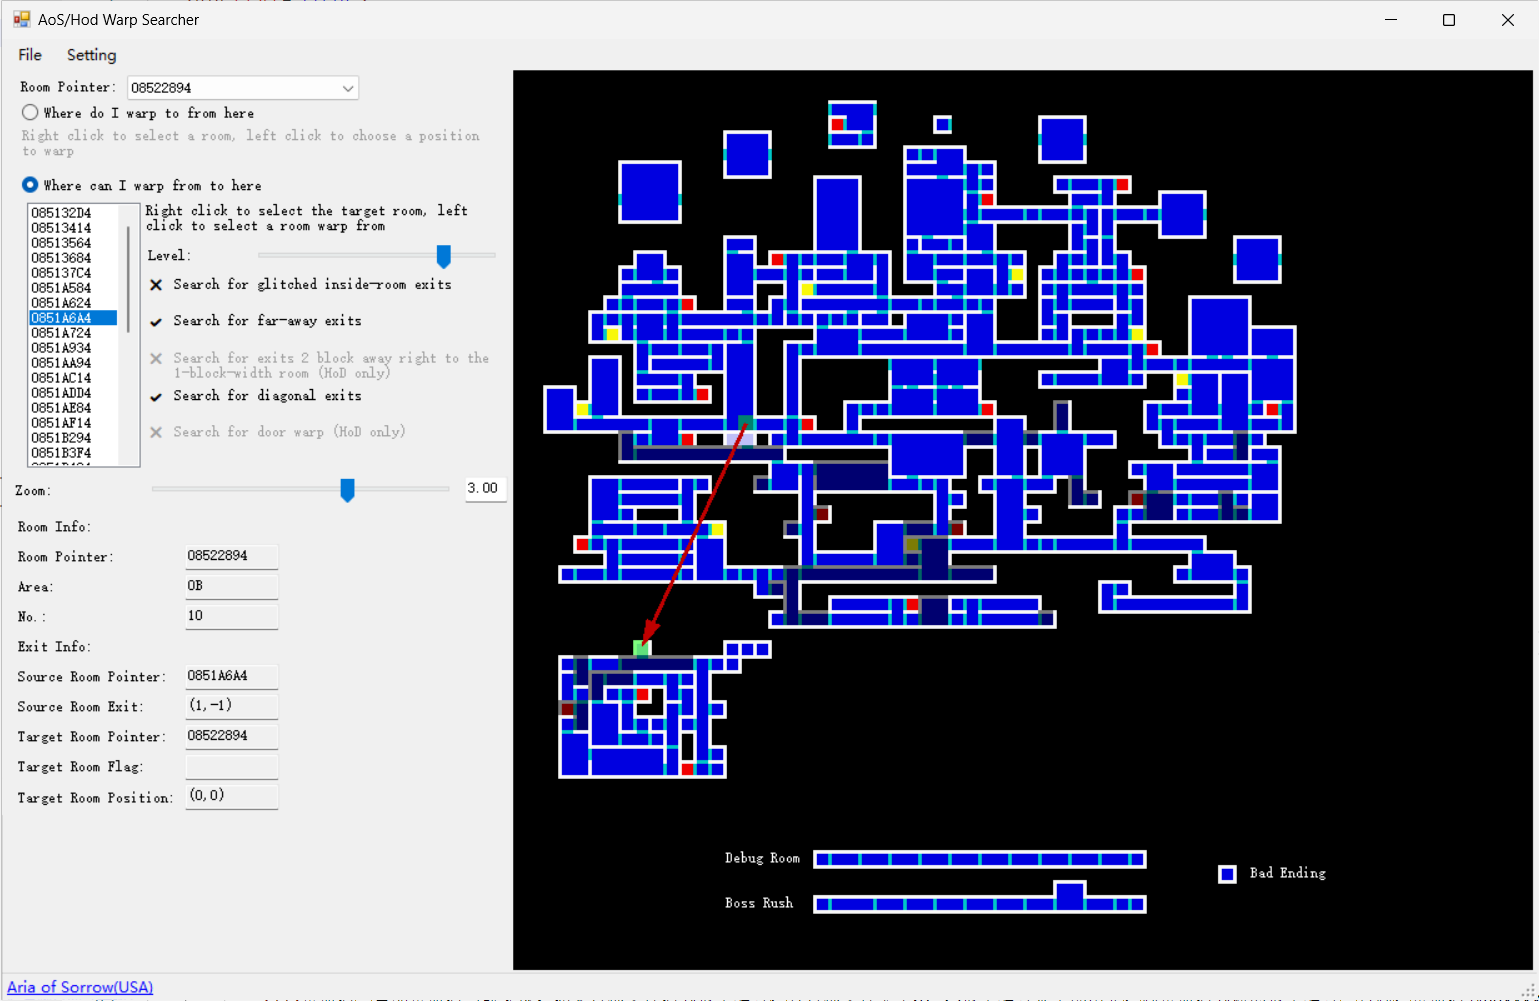 AoS/Hod Warp Searcher
File Setting
Room Pointer: 08522894
Where do I warp to from here
Right click to select a room, left click to choose a position
to warp
Where can I warp from to here
085132D4
08513414
08513564
08513684
085137C4
0851A584
0851A624
0851A6A4
0851A724
0851A934
0851AA94
0851AC14
0851ADD4
0851AE84
0851AF14
0851B294
0851B3F4
Right click to select the target room, left
click to select a room warp from
Level:
Search for glitched inside-room exits
Search for far-away exits
Search for exits 2 block away right to the
1-block-width room (HoD only)
Search for diagonal exits
Search for door warp (HoD only)
Zoom: 3.00
Room Info:
Room Pointer: 08522894
Area: 0B
No.: 10
Exit Info:
Source Room Pointer: 0851A6A4
Source Room Exit: (1,-1)
Target Room Pointer: 08522894
Target Room Flag:
Target Room Position: (0,0)
Debug Room
Bad Ending
Boss Rush
Aria of Sorrow(USA)